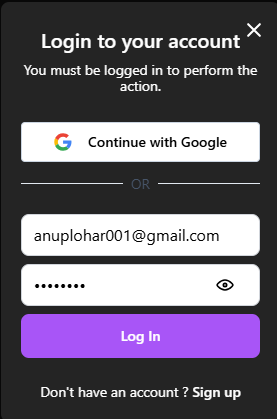 Login to your account
You must be logged in to perform the
action.
Continue with Google
OR
anuplohar001@gmail.com
••••••••
Log In
Don't have an account ? Sign up